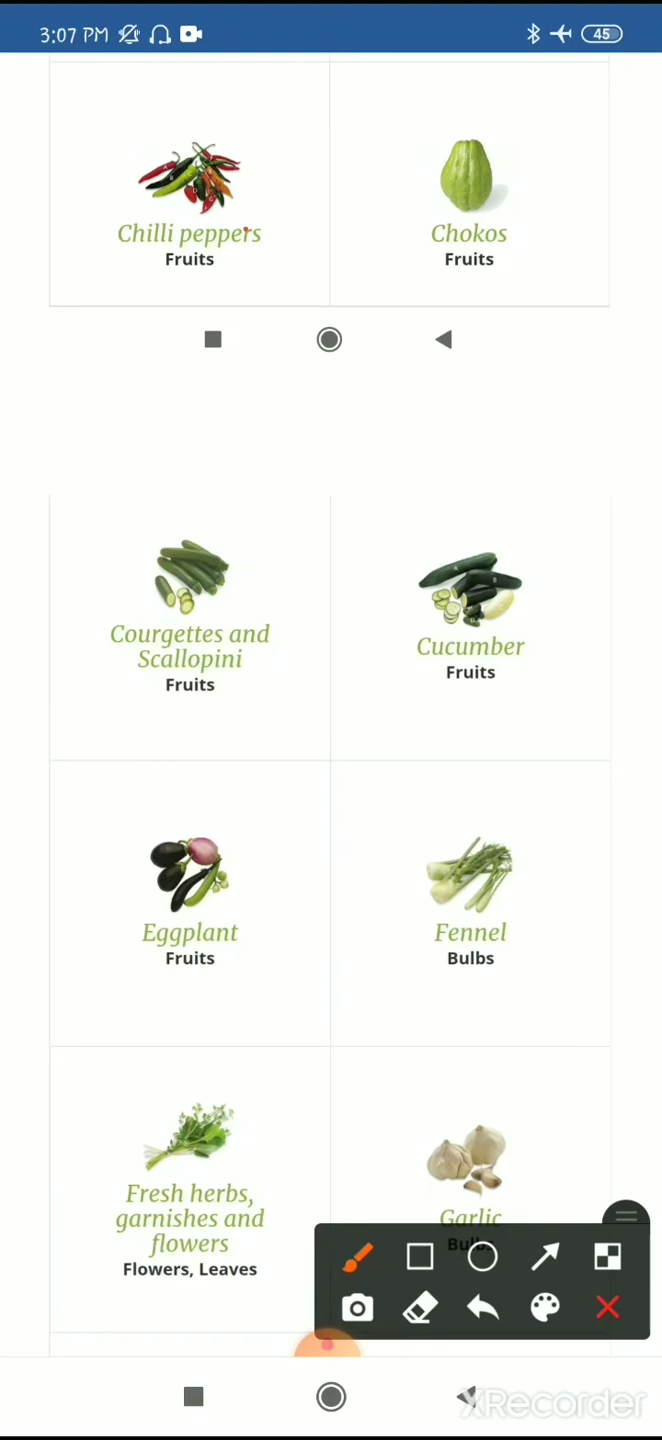 3:07 PM
45
Chilli peppers
Fruits
Chokos
Fruits
Courgettes and
Scallopini
Fruits
Cucumber
Fruits
Eggplant
Fruits
Fennel
Bulbs
Fresh herbs,
garnishes and
flowers
Flowers, Leaves
Garlic
Bulbs
XRecorder